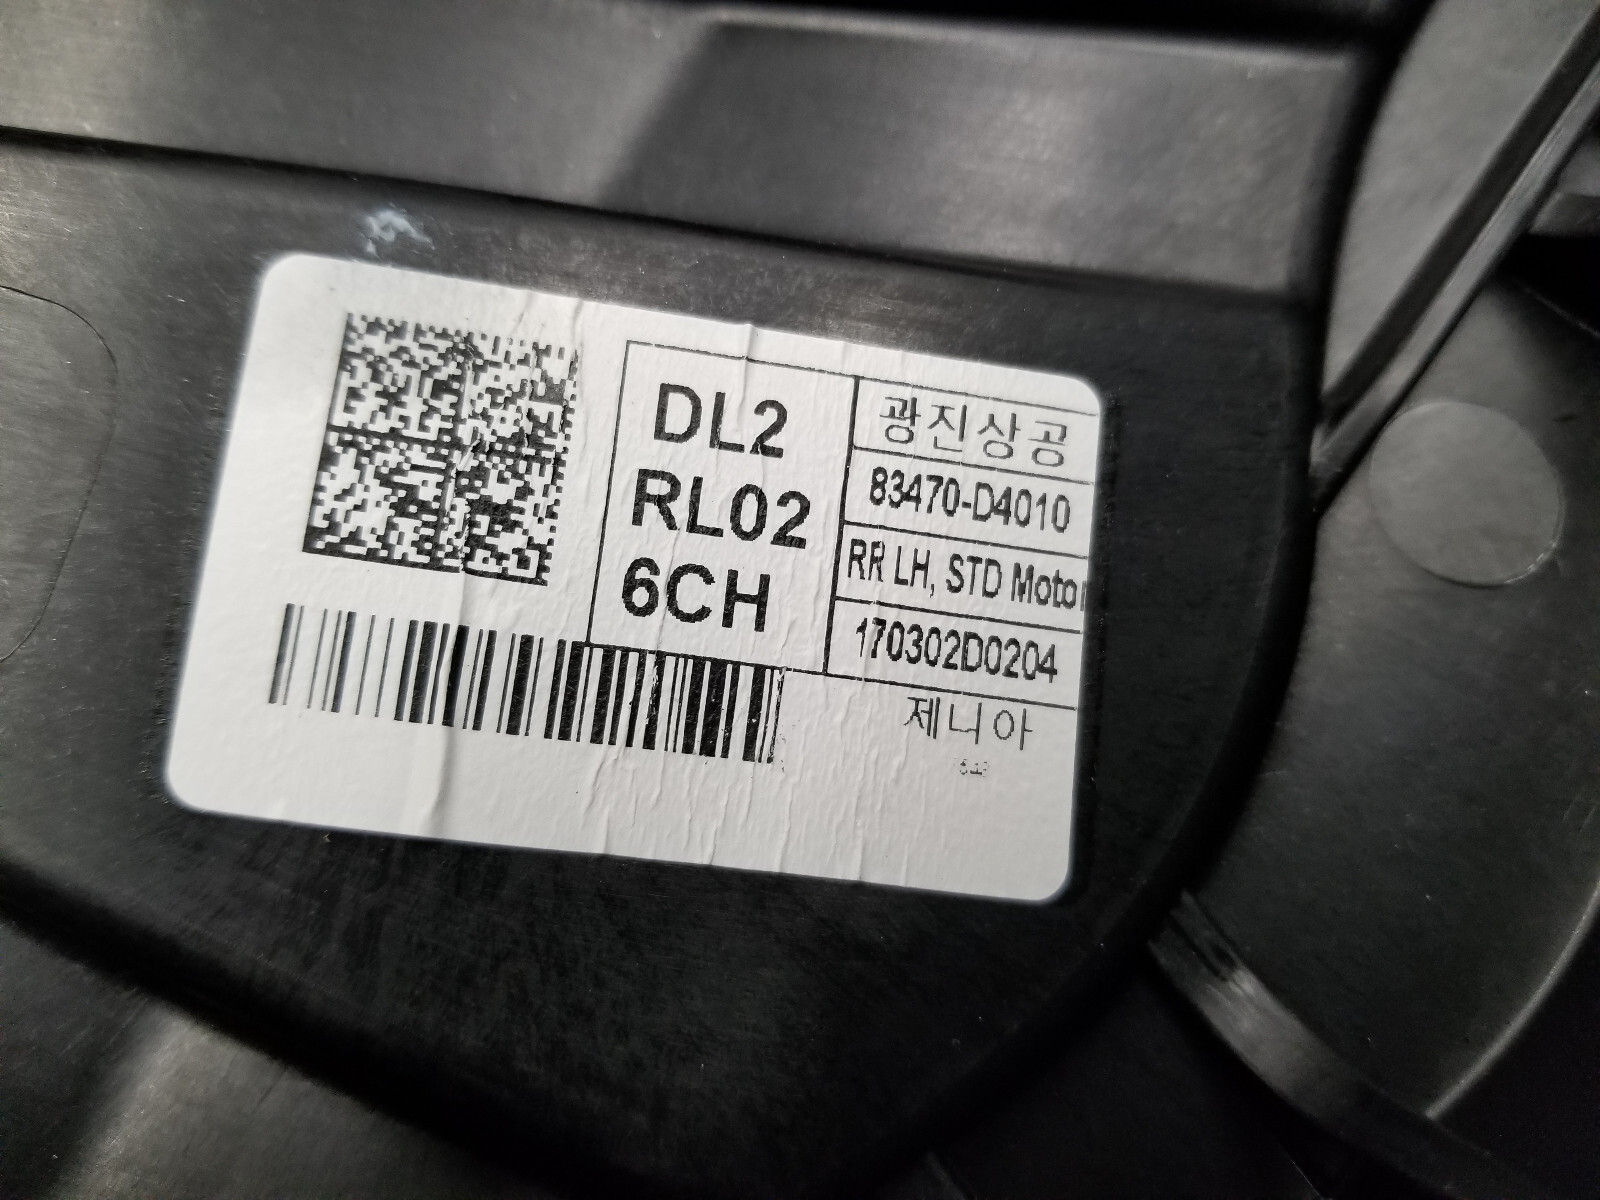 DL2
RL02
6CH
광진상공
83470-D4010
RR LH, STD Motor
170302D0204
제니아